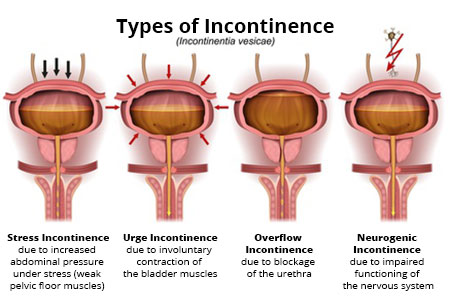 Types of Incontinence
(Incontinentia vesicae)
Stress Incontinence
due to increased
abdominal pressure
under stress (weak
pelvic floor muscles)
Urge Incontinence
due to involuntary
contraction of
the bladder muscles
Overflow
Incontinence
due to blockage
of the urethra
Neurogenic
Incontinence
due to impaired
functioning of
the nervous system